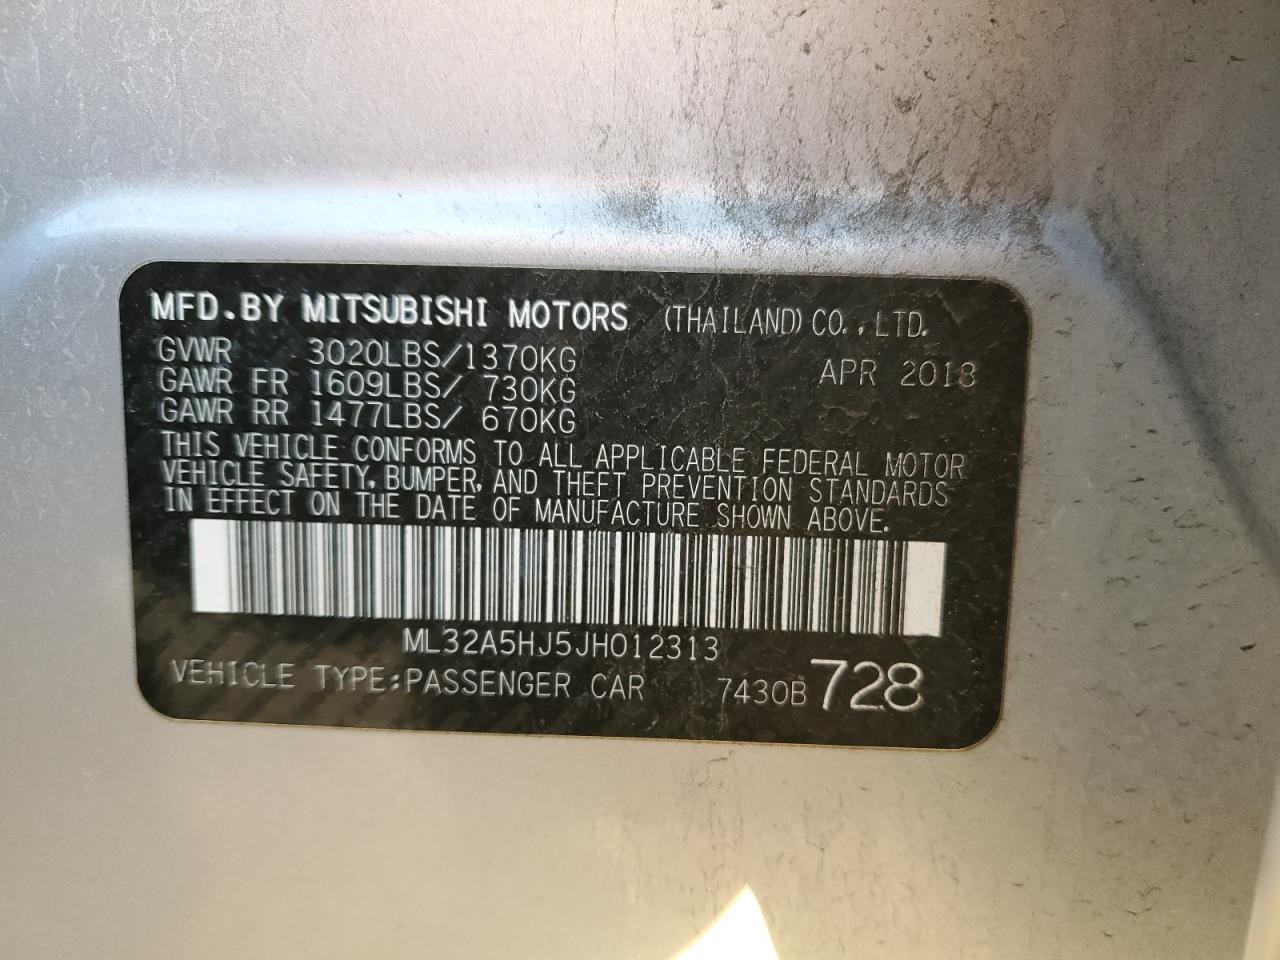 MFD.BY MITSUBISHI MOTORS (THAILAND) CO., LTD.
GVWR 3020LBS/1370KG APR 2018
GAWR FR 1609LBS/ 730KG
GAWR RR 1477LBS/ 670KG
THIS VEHICLE CONFORMS TO ALL APPLICABLE FEDERAL MOTOR
VEHICLE SAFETY, BUMPER, AND THEFT PREVENTION STANDARDS
IN EFFECT ON THE DATE OF MANUFACTURE SHOWN ABOVE.
ML32A5HJ5JH012313
VEHICLE TYPE:PASSENGER CAR 7430B 728